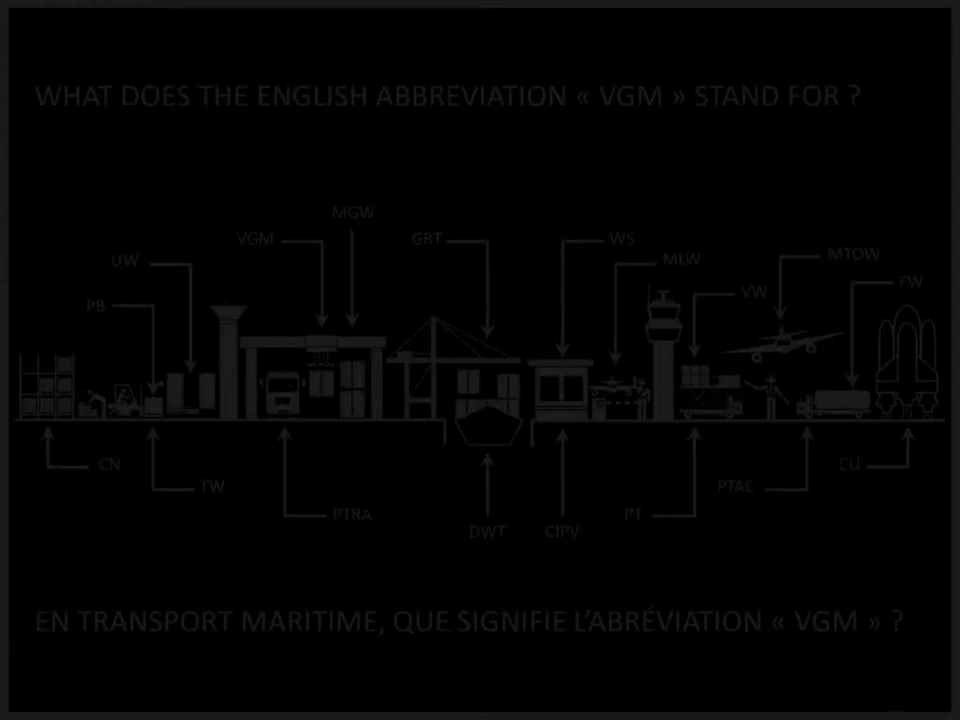 WHAT DOES THE ENGLISH ABBREVIATION « VGM » STAND FOR ?
MGW
VGM
GRT
WS
UW
MLW
MTOW
PB
VW
FW
CN
TW
PTRA
DWT
CIPV
PT
PTAC
CU
EN TRANSPORT MARITIME, QUE SIGNIFIE L'ABRÉVIATION « VGM » ?